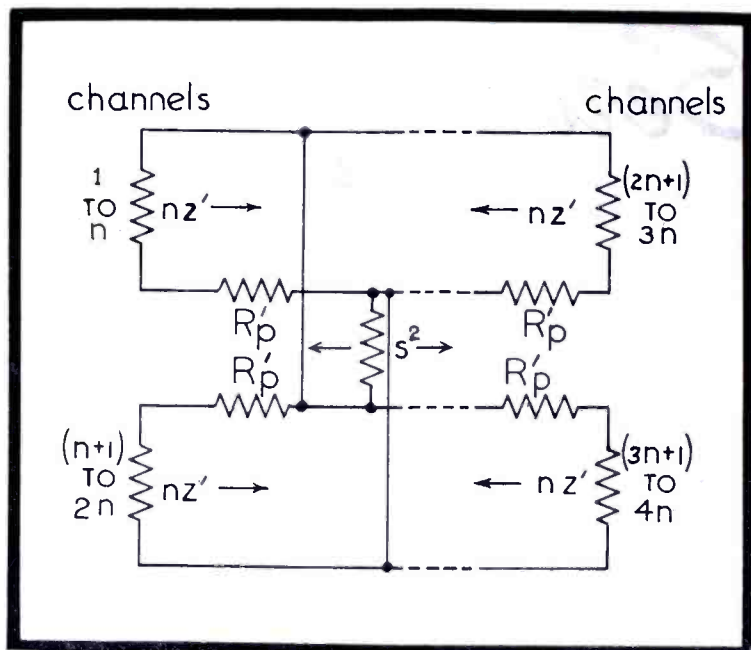 channels
channels
1
TO
n
nz'
nz'
(2n+1)
TO
3n
R'p
R'p
s²
R'p
R'p
(n+1)
TO
2n
nz'
nz'
(3n+1)
TO
4n